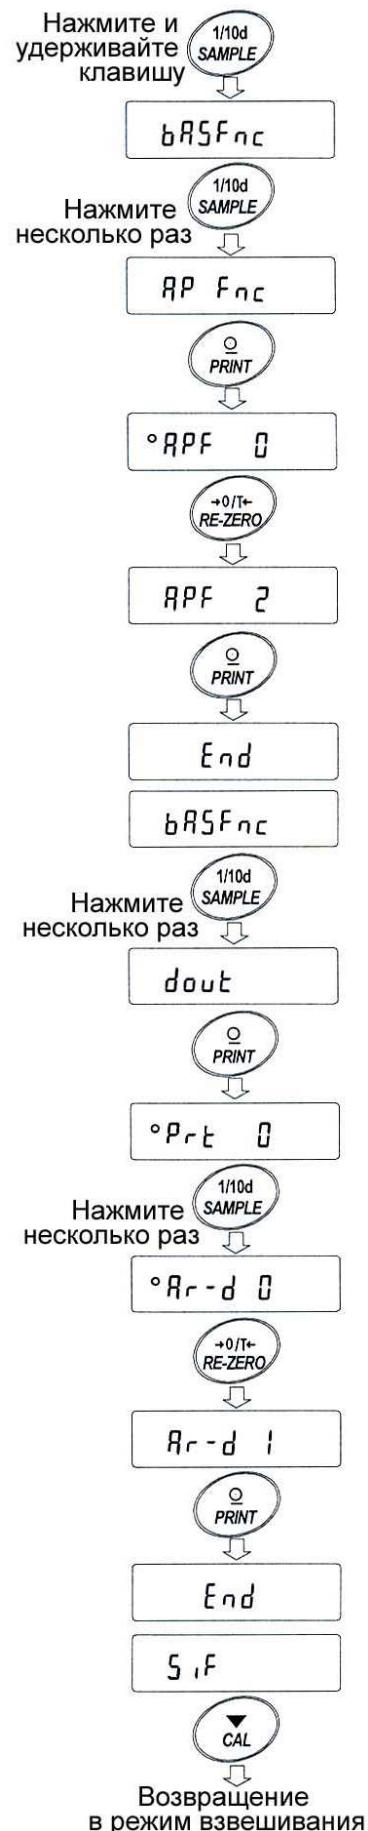 Нажмите и
удерживайте
клавишу
1/10d
SAMPLE
bASFnc
Нажмите
несколько раз
1/10d
SAMPLE
AP Fnc
PRINT
°APF 0
→0/T←
RE-ZERO
APF 2
PRINT
End
bASFnc
Нажмите
несколько раз
1/10d
SAMPLE
dout
PRINT
°Prt 0
Нажмите
несколько раз
1/10d
SAMPLE
°Ar-d 0
→0/T←
RE-ZERO
Ar-d 1
PRINT
End
SiF
CAL
Возвращение
в режим взвешивания